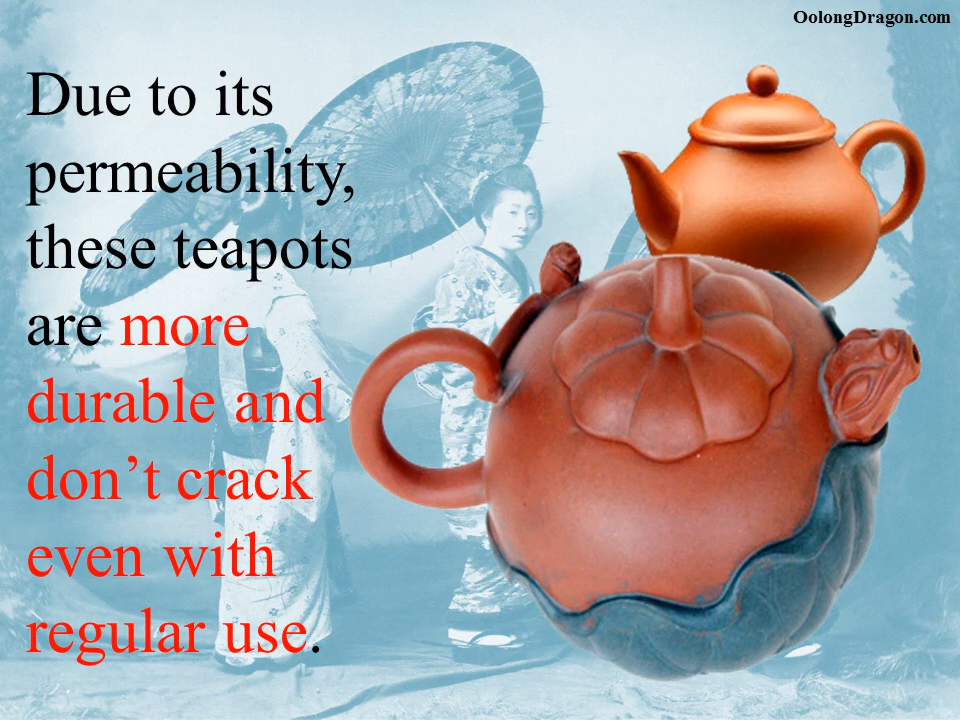 OolongDragon.com
Due to its
permeability,
these teapots
are more
durable and
don’t crack
even with
regular use.